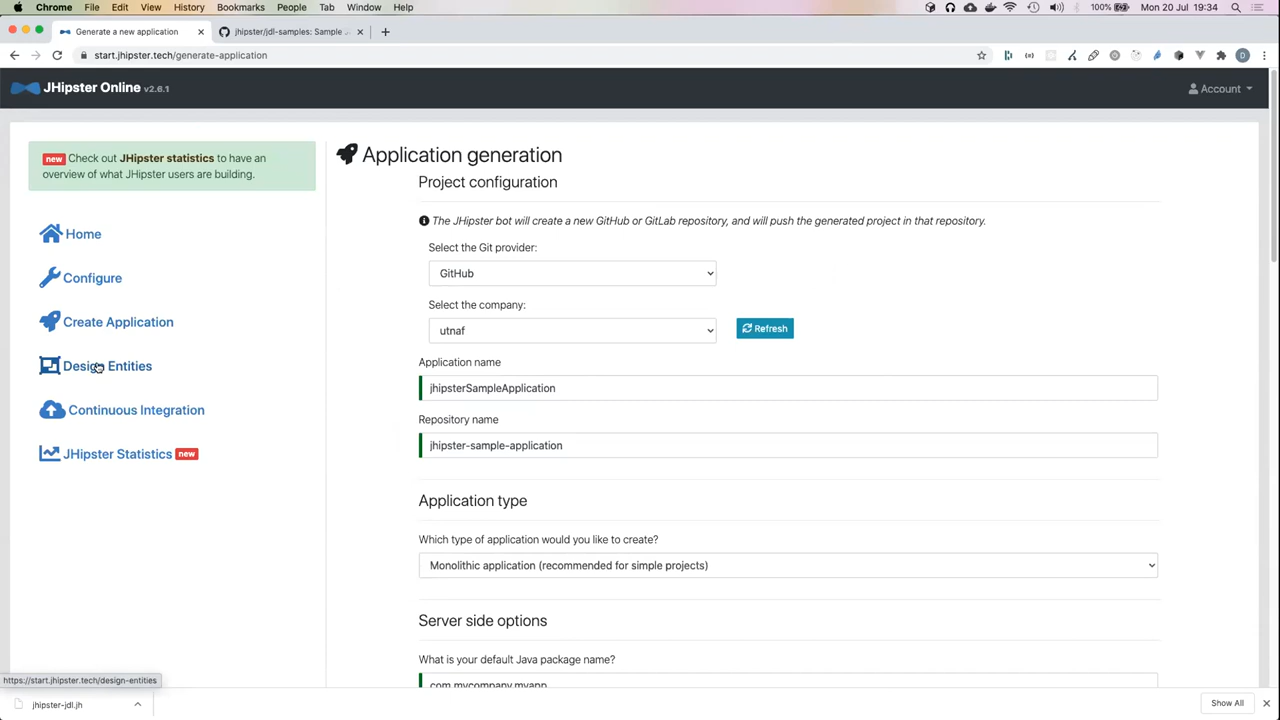 Chrome File Edit View History Bookmarks People Tab Window Help 100% Mon 20 Jul 19:34
Generate a new application jhipster/jdl-samples: Sample
start.jhipster.tech/generate-application D
JHipster Online v2.6.1 Account
new Check out JHipster statistics to have an
overview of what JHipster users are building.
Home
Configure
Create Application
Design Entities
Continuous Integration
JHipster Statistics new
Application generation
Project configuration
The JHipster bot will create a new GitHub or GitLab repository, and will push the generated project in that repository.
Select the Git provider:
GitHub
Select the company:
utnaf
Refresh
Application name
jhipsterSampleApplication
Repository name
jhipster-sample-application
Application type
Which type of application would you like to create?
Monolithic application (recommended for simple projects)
Server side options
What is your default Java package name?
com.mycompany.myapp
https://start.jhipster.tech/design-entities
jhipster-jdl.jh Show All